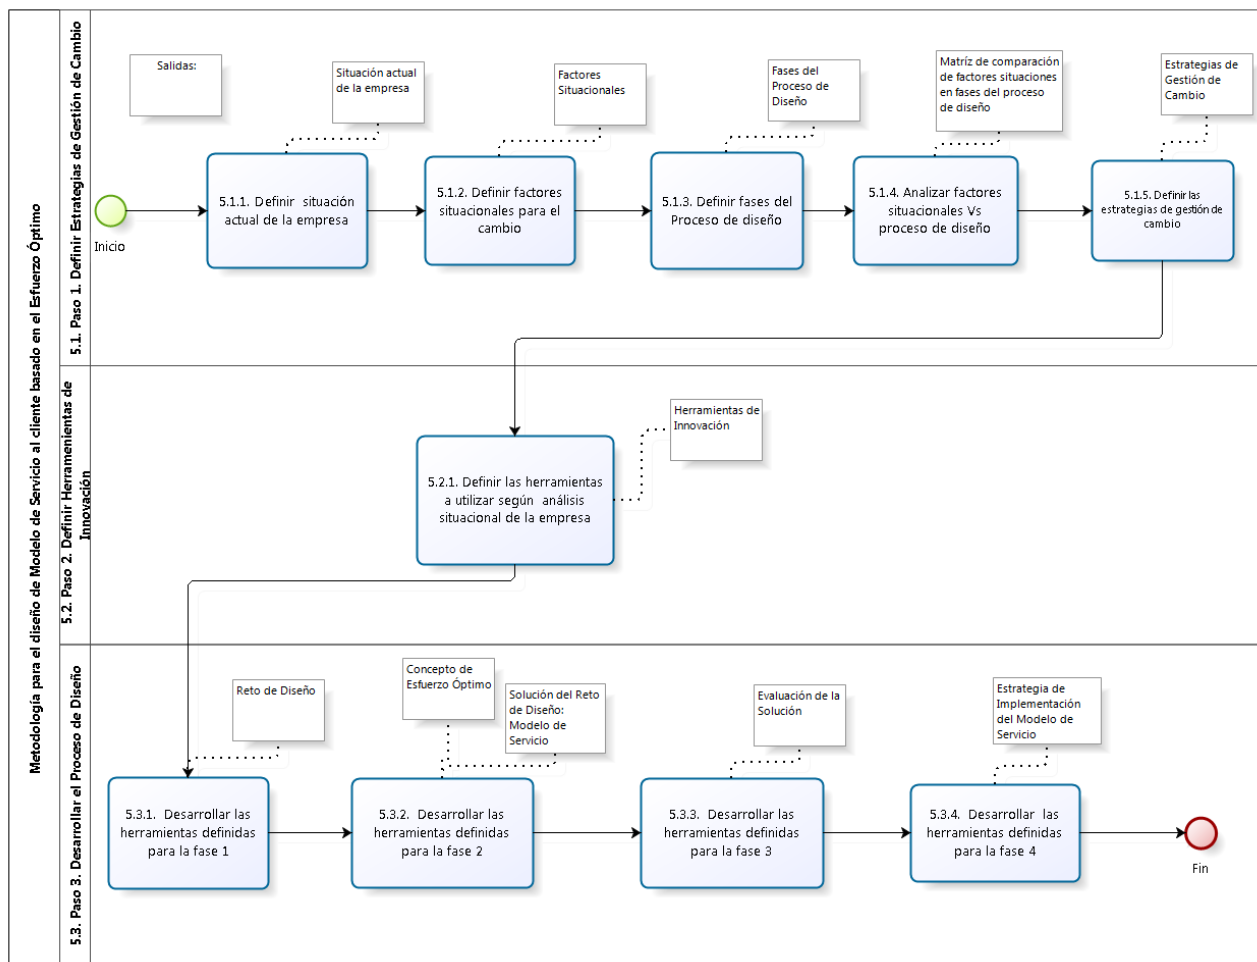 Metodología para el diseño de Modelo de Servicio al cliente basado en el Esfuerzo Óptimo
5.1. Paso 1. Definir Estrategias de Gestión de Cambio
Salidas:
Situación actual
de la empresa
Factores
Situacionales
Fases del
Proceso de
Diseño
Matríz de comparación
de factores situaciones
en fases del proceso
de diseño
Estrategias de
Gestión de
Cambio
Inicio
5.1.1. Definir situación
actual de la empresa
5.1.2. Definir factores
situacionales para el
cambio
5.1.3. Definir fases del
Proceso de diseño
5.1.4. Analizar factores
situacionales Vs
proceso de diseño
5.1.5. Definir las
estrategias de gestión de
cambio
5.2. Paso 2. Definir Herramenientas de
Innovación
Herramientas de
Innovación
5.2.1. Definir las herramientas
a utilizar según análisis
situacional de la empresa
5.3. Paso 3. Desarrollar el Proceso de Diseño
Reto de Diseño
Concepto de
Esfuerzo Óptimo
Solución del Reto
de Diseño:
Modelo de
Servicio
Evaluación de la
Solución
Estrategia de
Implementación
del Modelo de
Servicio
5.3.1. Desarrollar las
herramientas definidas
para la fase 1
5.3.2. Desarrollar las
herramientas definidas
para la fase 2
5.3.3. Desarrollar las
herramientas definidas
para la fase 3
5.3.4. Desarrollar las
herramientas definidas
para la fase 4
Fin